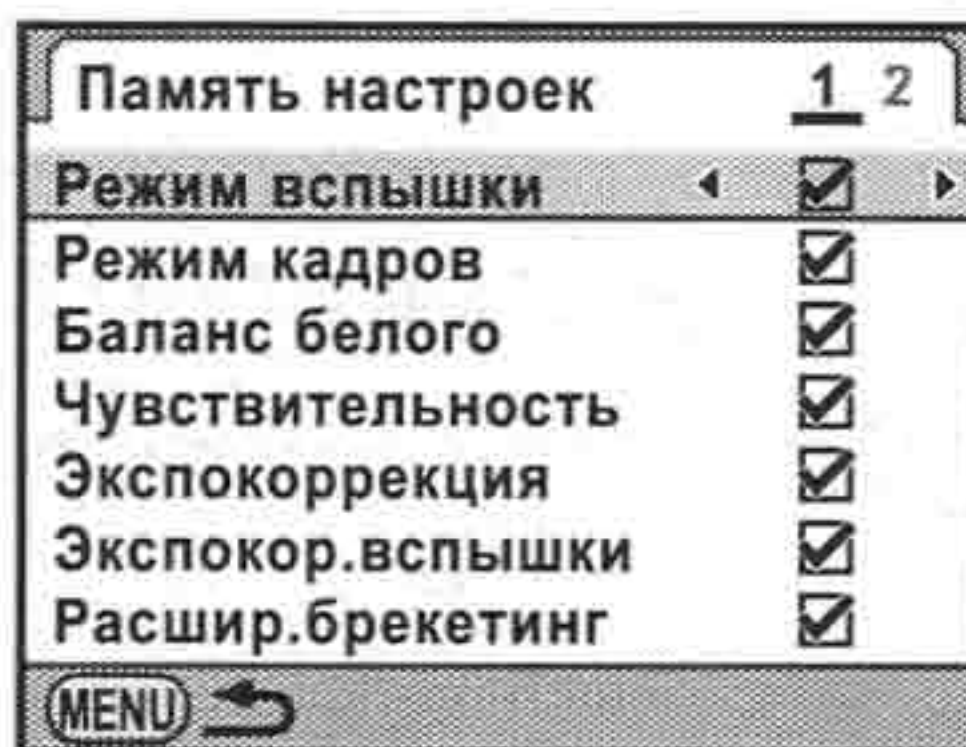 Память настроек 1 2
Режим вспышки
Режим кадров
Баланс белого
Чувствительность
Экспокоррекция
Экспокор.вспышки
Расшир.брекетинг
MENU